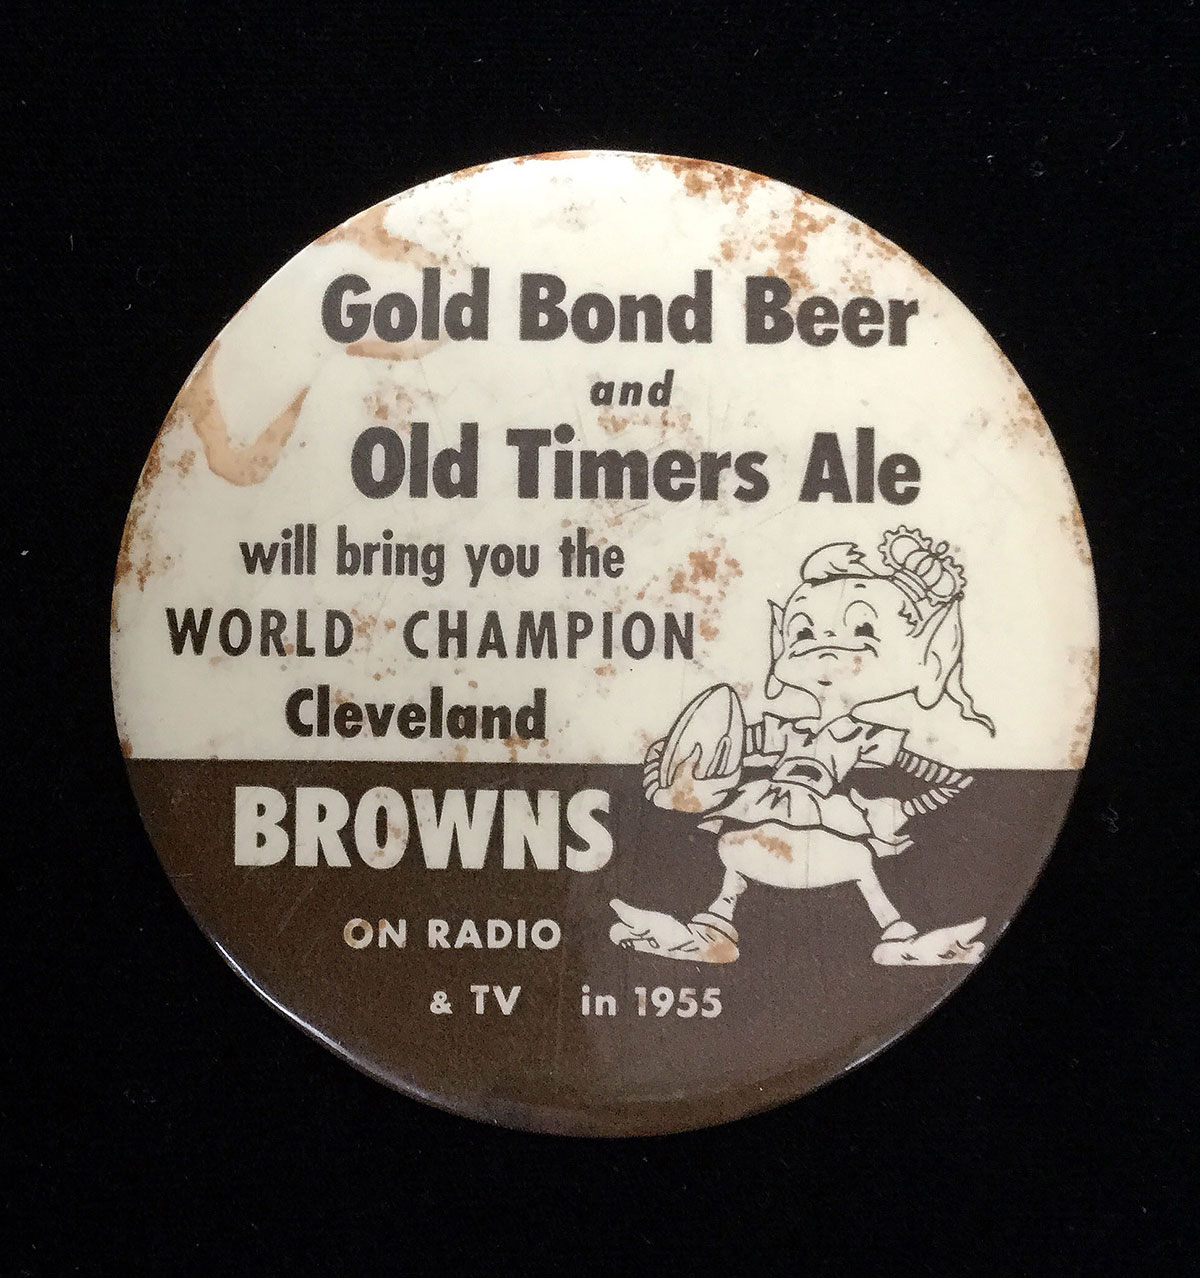 Gold Bond Beer
and
Old Timers Ale
will bring you the
WORLD CHAMPION
Cleveland
BROWNS
ON RADIO
& TV in 1955